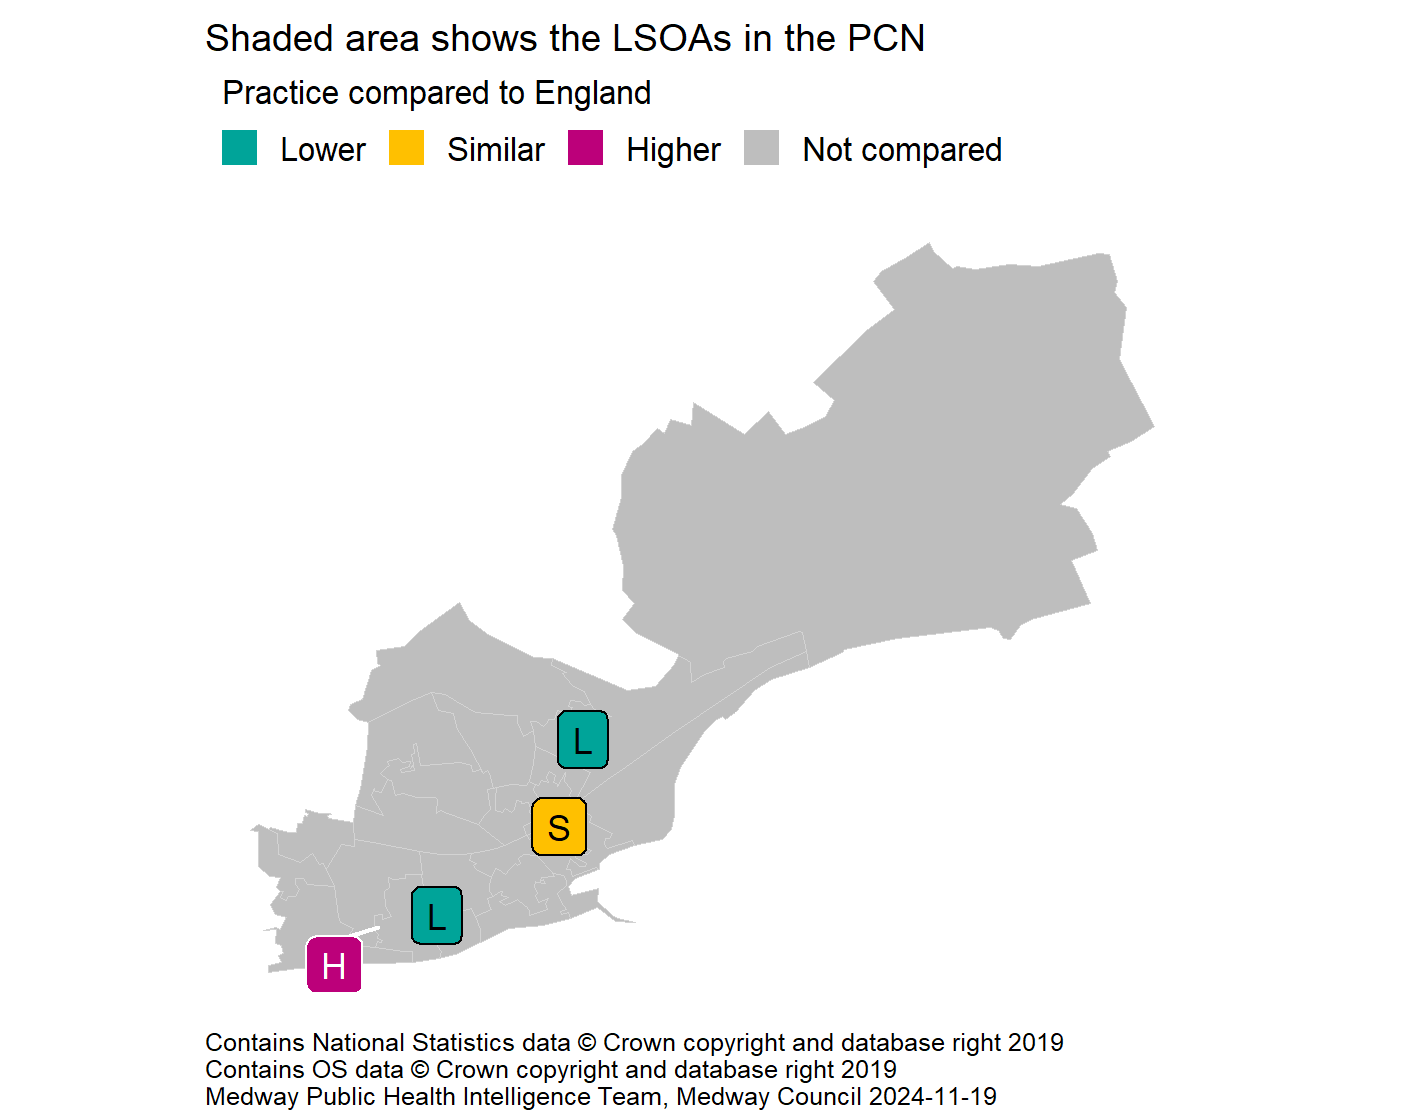 Shaded area shows the LSOAs in the PCN
Practice compared to England
Lower Similar Higher Not compared
L
S
L
H
Contains National Statistics data © Crown copyright and database right 2019
Contains OS data © Crown copyright and database right 2019
Medway Public Health Intelligence Team, Medway Council 2024-11-19